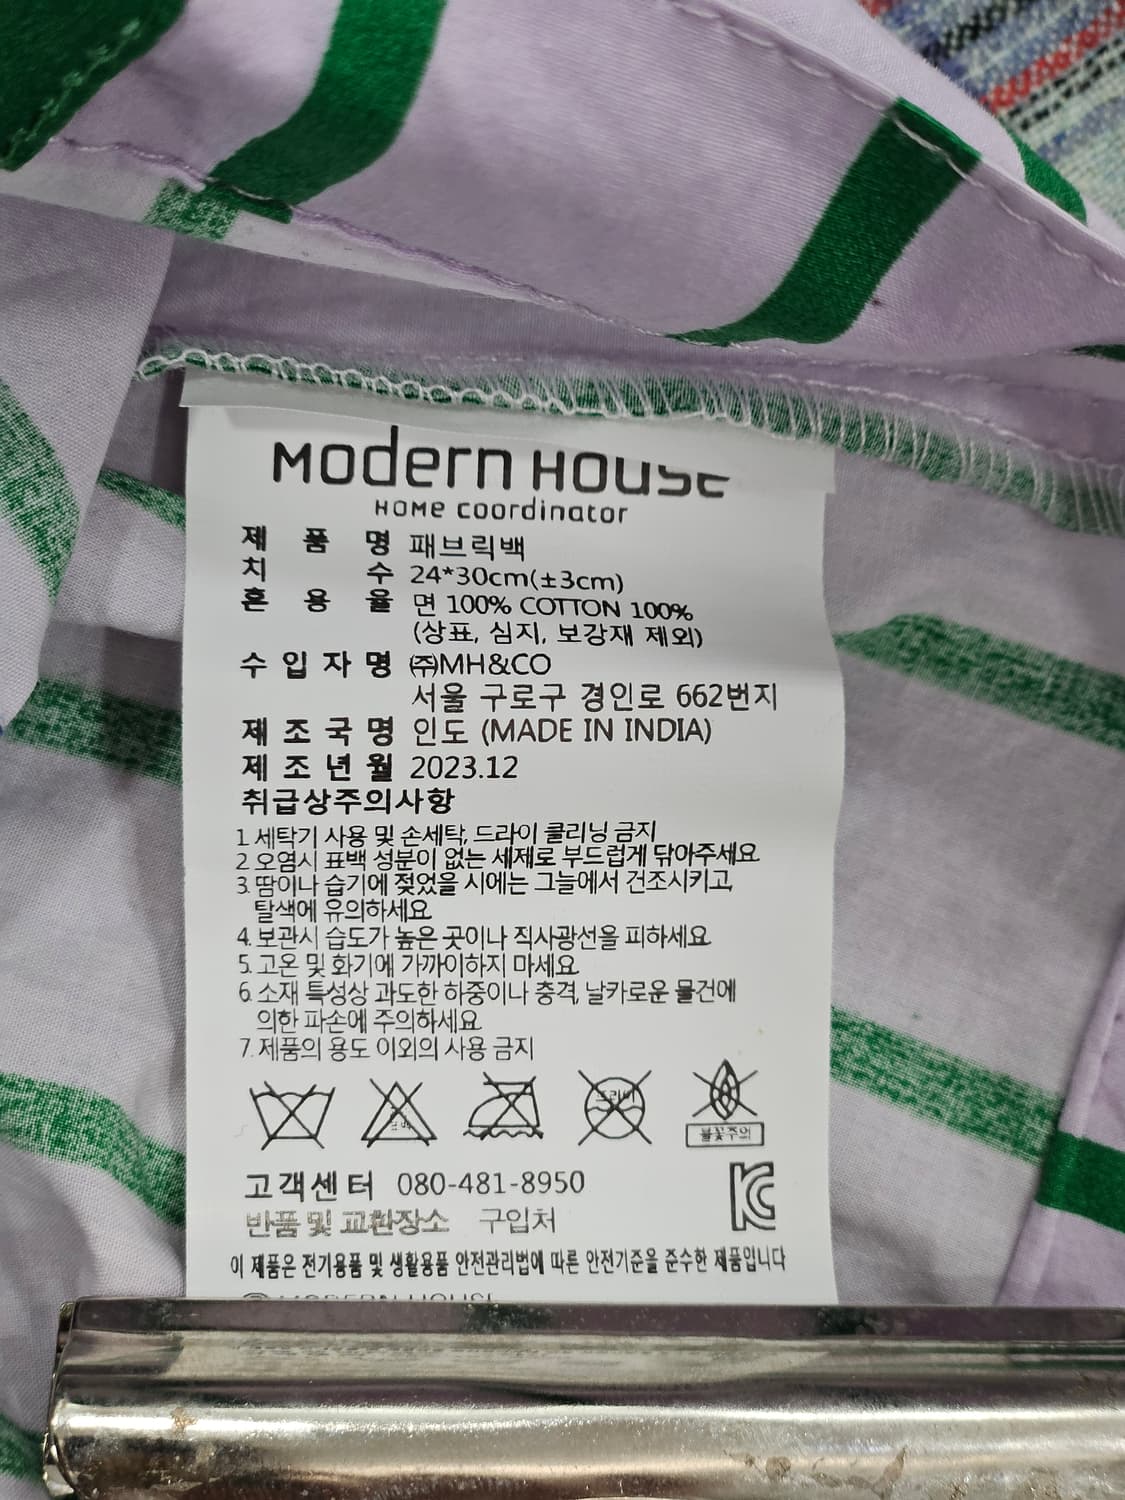 Modern House
Home coordinator
제 품 명 패브릭백
치 수 24*30cm(±3cm)
혼 용 율 면 100% COTTON 100%
(상표, 심지, 보강재 제외)
수 입 자 명 ㈜MH&CO
서울 구로구 경인로 662번지
제 조 국 명 인도 (MADE IN INDIA)
제 조 년 월 2023.12
취급상주의사항
1. 세탁기 사용 및 손세탁, 드라이 쿨리닝 금지
2. 오염시 표백 성분이 없는 세제로 부드럽게 닦아주세요.
3. 땀이나 습기에 젖었을 시에는 그늘에서 건조시키고,
탈색에 유의하세요.
4. 보관시 습도가 높은 곳이나 직사광선을 피하세요.
5. 고온 및 화기에 가까이하지 마세요.
6. 소재 특성상 과도한 하중이나 충격, 날카로운 물건에
의한 파손에 주의하세요.
7. 제품의 용도 이외의 사용 금지
드라이
불꽃주의
고객센터 080-481-8950
반품 및 교환장소 구입처
이 제품은 전기용품 및 생활용품 안전관리법에 따른 안전기준을 준수한 제품입니다
MODERN HOUSE